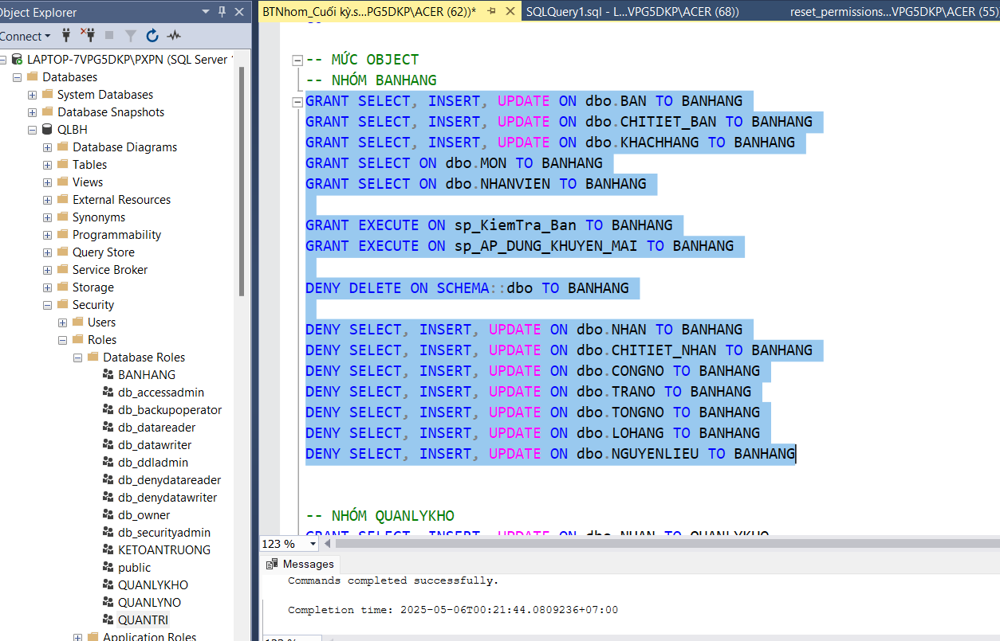 Object Explorer
Connect
LAPTOP-7VPG5DKP\PXPN (SQL Server
Databases
System Databases
Database Snapshots
QLBH
Database Diagrams
Tables
Views
External Resources
Synonyms
Programmability
Query Store
Service Broker
Storage
Security
Users
Roles
Database Roles
BANHANG
db_accessadmin
db_backupoperator
db_datareader
db_datawriter
db_ddladmin
db_denydatareader
db_denydatawriter
db_owner
db_securityadmin
KETOANTRUONG
public
QUANLYKHO
QUANLYNO
QUANTRI
Application Roles
BTNhom_Cuối kỳ.s...PG5DKP\ACER (62))*
SQLQuery1.sql - L...VPG5DKP\ACER (68))
reset_permissions...VPG5DKP\ACER (55))
-- MỨC OBJECT
-- NHÓM BANHANG
GRANT SELECT, INSERT, UPDATE ON dbo.BAN TO BANHANG
GRANT SELECT, INSERT, UPDATE ON dbo.CHITIET_BAN TO BANHANG
GRANT SELECT, INSERT, UPDATE ON dbo.KHACHHANG TO BANHANG
GRANT SELECT ON dbo.MON TO BANHANG
GRANT SELECT ON dbo.NHANVIEN TO BANHANG
GRANT EXECUTE ON sp_KiemTra_Ban TO BANHANG
GRANT EXECUTE ON sp_AP_DUNG_KHUYEN_MAI TO BANHANG
DENY DELETE ON SCHEMA::dbo TO BANHANG
DENY SELECT, INSERT, UPDATE ON dbo.NHAN TO BANHANG
DENY SELECT, INSERT, UPDATE ON dbo.CHITIET_NHAN TO BANHANG
DENY SELECT, INSERT, UPDATE ON dbo.CONGNO TO BANHANG
DENY SELECT, INSERT, UPDATE ON dbo.TRANO TO BANHANG
DENY SELECT, INSERT, UPDATE ON dbo.TONGNO TO BANHANG
DENY SELECT, INSERT, UPDATE ON dbo.LOHANG TO BANHANG
DENY SELECT, INSERT, UPDATE ON dbo.NGUYENLIEU TO BANHANG
-- NHÓM QUANLYKHO
GRANT SELECT, INSERT, UPDATE ON dbo.NHAN TO QUANLYKHO
123 %
Messages
Commands completed successfully.
Completion time: 2025-05-06T00:21:44.0809236+07:00